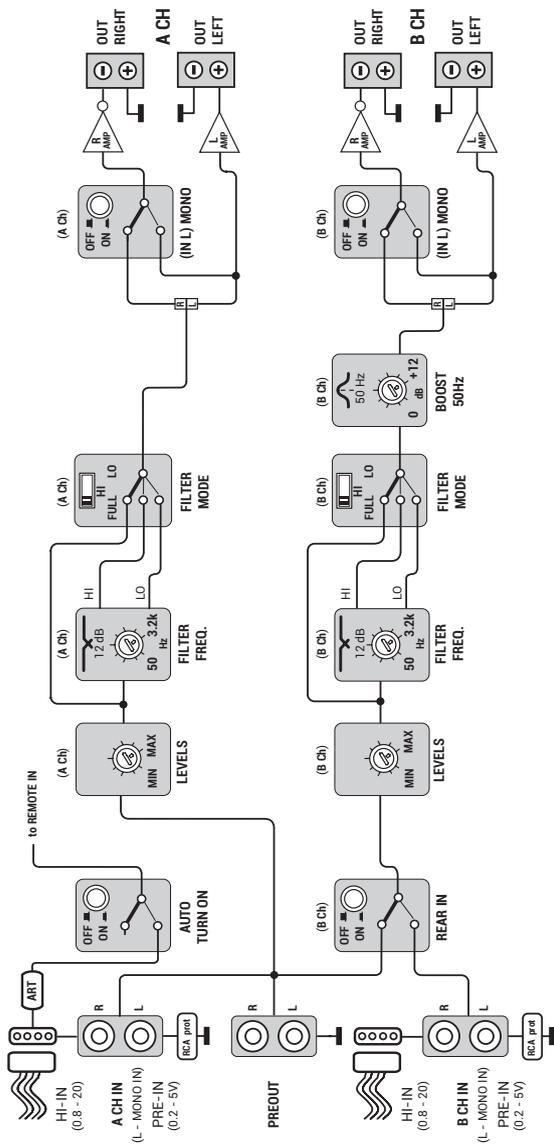 HI-IN
(0.8 - 20)
A CH IN
(L - MONO IN)
PRE-IN
(0.2 - 5V)
R
L
RCA prot
ART
OFF
ON
AUTO
TURN ON
to REMOTE IN
PREOUT
R
L
(A Ch)
MIN
MAX
LEVELS
(A Ch)
12 dB
50
Hz
3.2k
FILTER
FREQ.
HI
LO
(A Ch)
FULL
HI
LO
FILTER
MODE
R
L
(A Ch)
OFF
ON
(IN L) MONO
R
AMP
L
AMP
OUT
RIGHT
A CH
OUT
LEFT
HI-IN
(0.8 - 20)
B CH IN
(L - MONO IN)
PRE-IN
(0.2 - 5V)
R
L
RCA prot
(B Ch)
OFF
ON
REAR IN
(B Ch)
MIN
MAX
LEVELS
(B Ch)
12 dB
50
Hz
3.2k
FILTER
FREQ.
HI
LO
(B Ch)
FULL
HI
LO
FILTER
MODE
(B Ch)
50 Hz
0
dB
+12
BOOST
50Hz
R
L
(B Ch)
OFF
ON
(IN L) MONO
R
AMP
L
AMP
OUT
RIGHT
B CH
OUT
LEFT